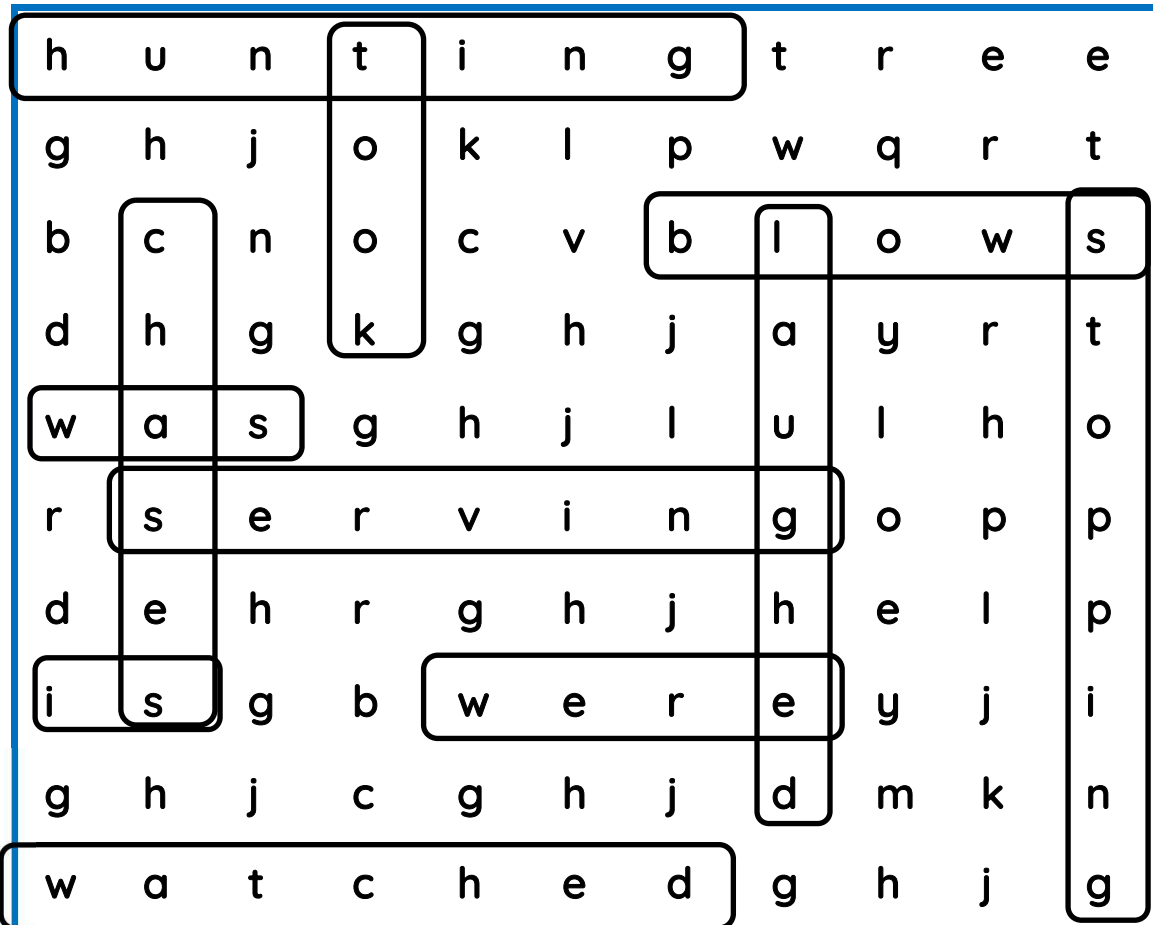 h u n t i n g t r e e
g h j o k l p w q r t
b c n o c v b l o w s
d h g k g h j a y r t
w a s g h j l u l h o
r s e r v i n g o p p
d e h r g h j h e l p
i s g b w e r e y j i
g h j c g h j d m k n
w a t c h e d g h j g